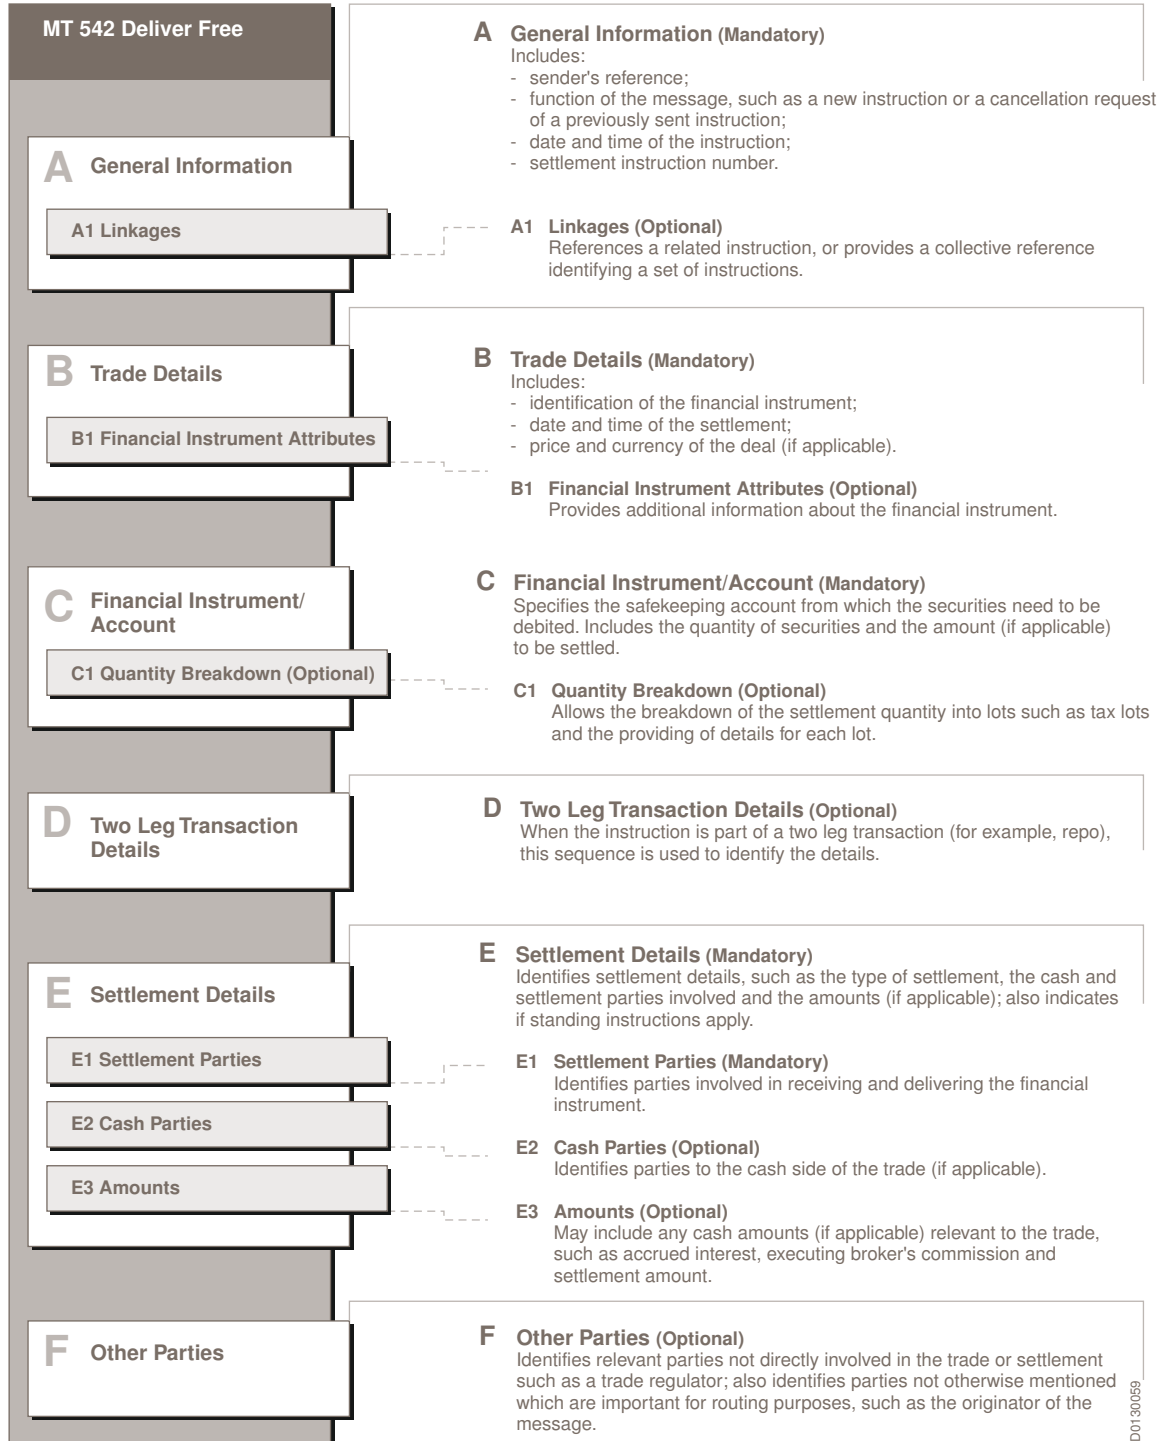 MT 542 Deliver Free
A General Information (Mandatory)
Includes:
- sender's reference;
- function of the message, such as a new instruction or a cancellation request
of a previously sent instruction;
- date and time of the instruction;
- settlement instruction number.
A General Information
A1 Linkages
A1 Linkages (Optional)
References a related instruction, or provides a collective reference
identifying a set of instructions.
B Trade Details
B1 Financial Instrument Attributes
B Trade Details (Mandatory)
Includes:
- identification of the financial instrument;
- date and time of the settlement;
- price and currency of the deal (if applicable).
B1 Financial Instrument Attributes (Optional)
Provides additional information about the financial instrument.
C Financial Instrument/
Account
C1 Quantity Breakdown (Optional)
C Financial Instrument/Account (Mandatory)
Specifies the safekeeping account from which the securities need to be
debited. Includes the quantity of securities and the amount (if applicable)
to be settled.
C1 Quantity Breakdown (Optional)
Allows the breakdown of the settlement quantity into lots such as tax lots
and the providing of details for each lot.
D Two Leg Transaction
Details
D Two Leg Transaction Details (Optional)
When the instruction is part of a two leg transaction (for example, repo),
this sequence is used to identify the details.
E Settlement Details
E1 Settlement Parties
E2 Cash Parties
E3 Amounts
E Settlement Details (Mandatory)
Identifies settlement details, such as the type of settlement, the cash and
settlement parties involved and the amounts (if applicable); also indicates
if standing instructions apply.
E1 Settlement Parties (Mandatory)
Identifies parties involved in receiving and delivering the financial
instrument.
E2 Cash Parties (Optional)
Identifies parties to the cash side of the trade (if applicable).
E3 Amounts (Optional)
May include any cash amounts (if applicable) relevant to the trade,
such as accrued interest, executing broker's commission and
settlement amount.
F Other Parties
F Other Parties (Optional)
Identifies relevant parties not directly involved in the trade or settlement
such as a trade regulator; also identifies parties not otherwise mentioned
which are important for routing purposes, such as the originator of the
message.
D0130059